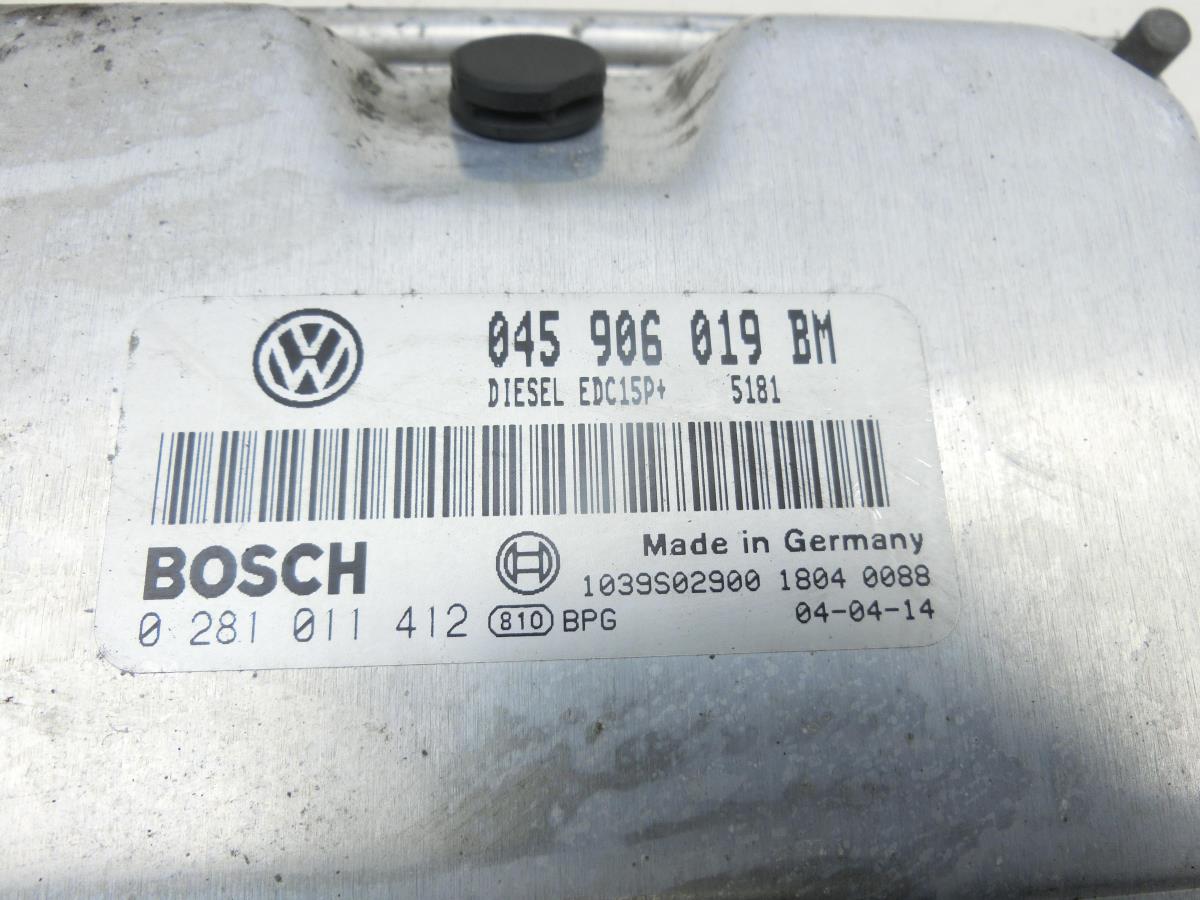 045 906 019 BM
DIESEL EDC15P+ 5181
BOSCH
Made in Germany
1039S02900 1804 0088
0 281 011 412 810 BPG 04-04-14